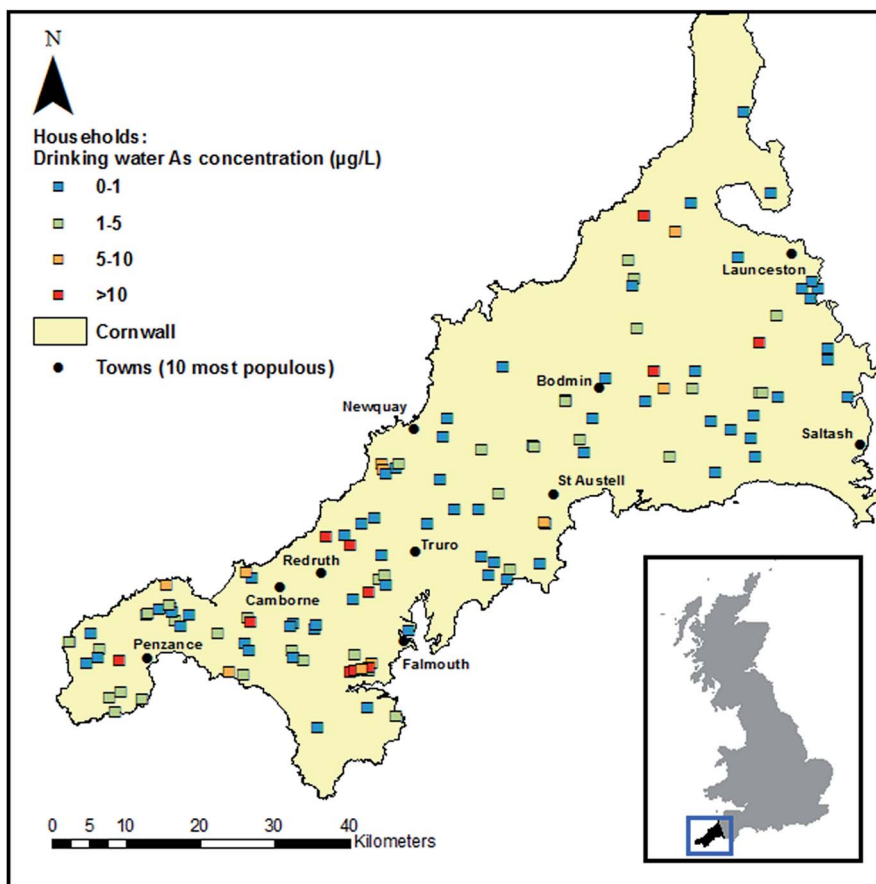 N
Households:
Drinking water As concentration (µg/L)
0-1
1-5
5-10
>10
Cornwall
Towns (10 most populous)
Launceston
Bodmin
Newquay
Saltash
St Austell
Truro
Redruth
Camborne
Penzance
Falmouth
0 5 10 20 30 40
Kilometers